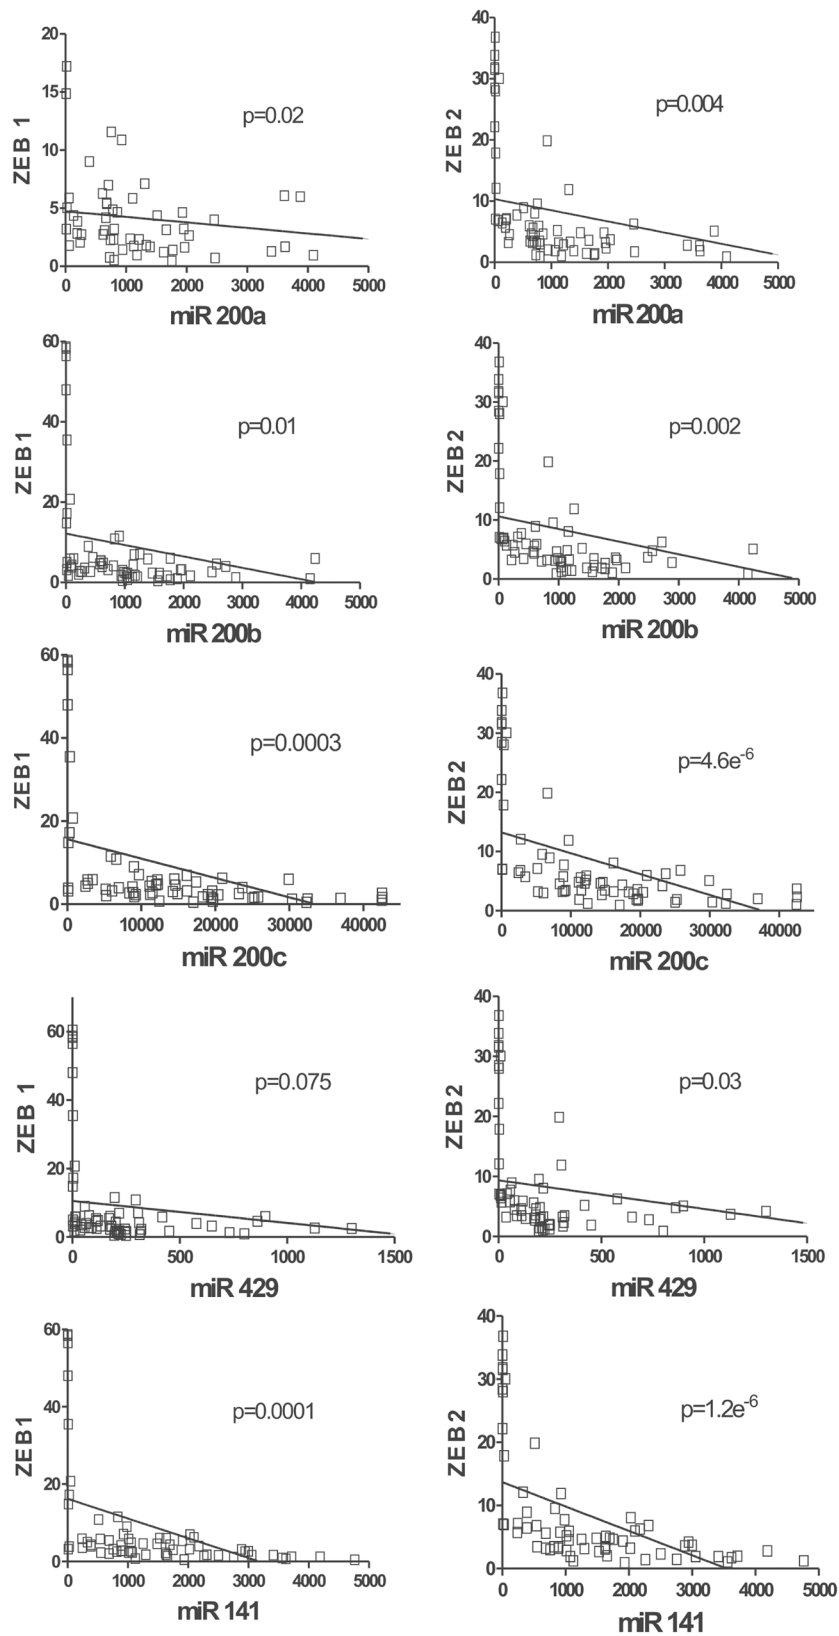 20
15
10
5
0
ZEB 1
p=0.02
0 1000 2000 3000 4000 5000
miR 200a
40
30
20
10
0
ZEB 2
p=0.004
0 1000 2000 3000 4000 5000
miR 200a
60
40
20
0
ZEB1
p=0.01
0 1000 2000 3000 4000 5000
miR 200b
40
30
20
10
0
ZEB2
p=0.002
0 1000 2000 3000 4000 5000
miR 200b
60
40
20
0
ZEB1
p=0.0003
0 10000 20000 30000 40000
miR 200c
40
30
20
10
0
ZEB2
p=4.6e-6
0 10000 20000 30000 40000
miR 200c
60
40
20
0
ZEB 1
p=0.075
0 500 1000 1500
miR 429
40
30
20
10
0
ZEB 2
p=0.03
0 500 1000 1500
miR 429
60
40
20
0
ZEB1
p=0.0001
0 1000 2000 3000 4000 5000
miR 141
40
30
20
10
0
ZEB2
p=1.2e-6
0 1000 2000 3000 4000 5000
miR 141